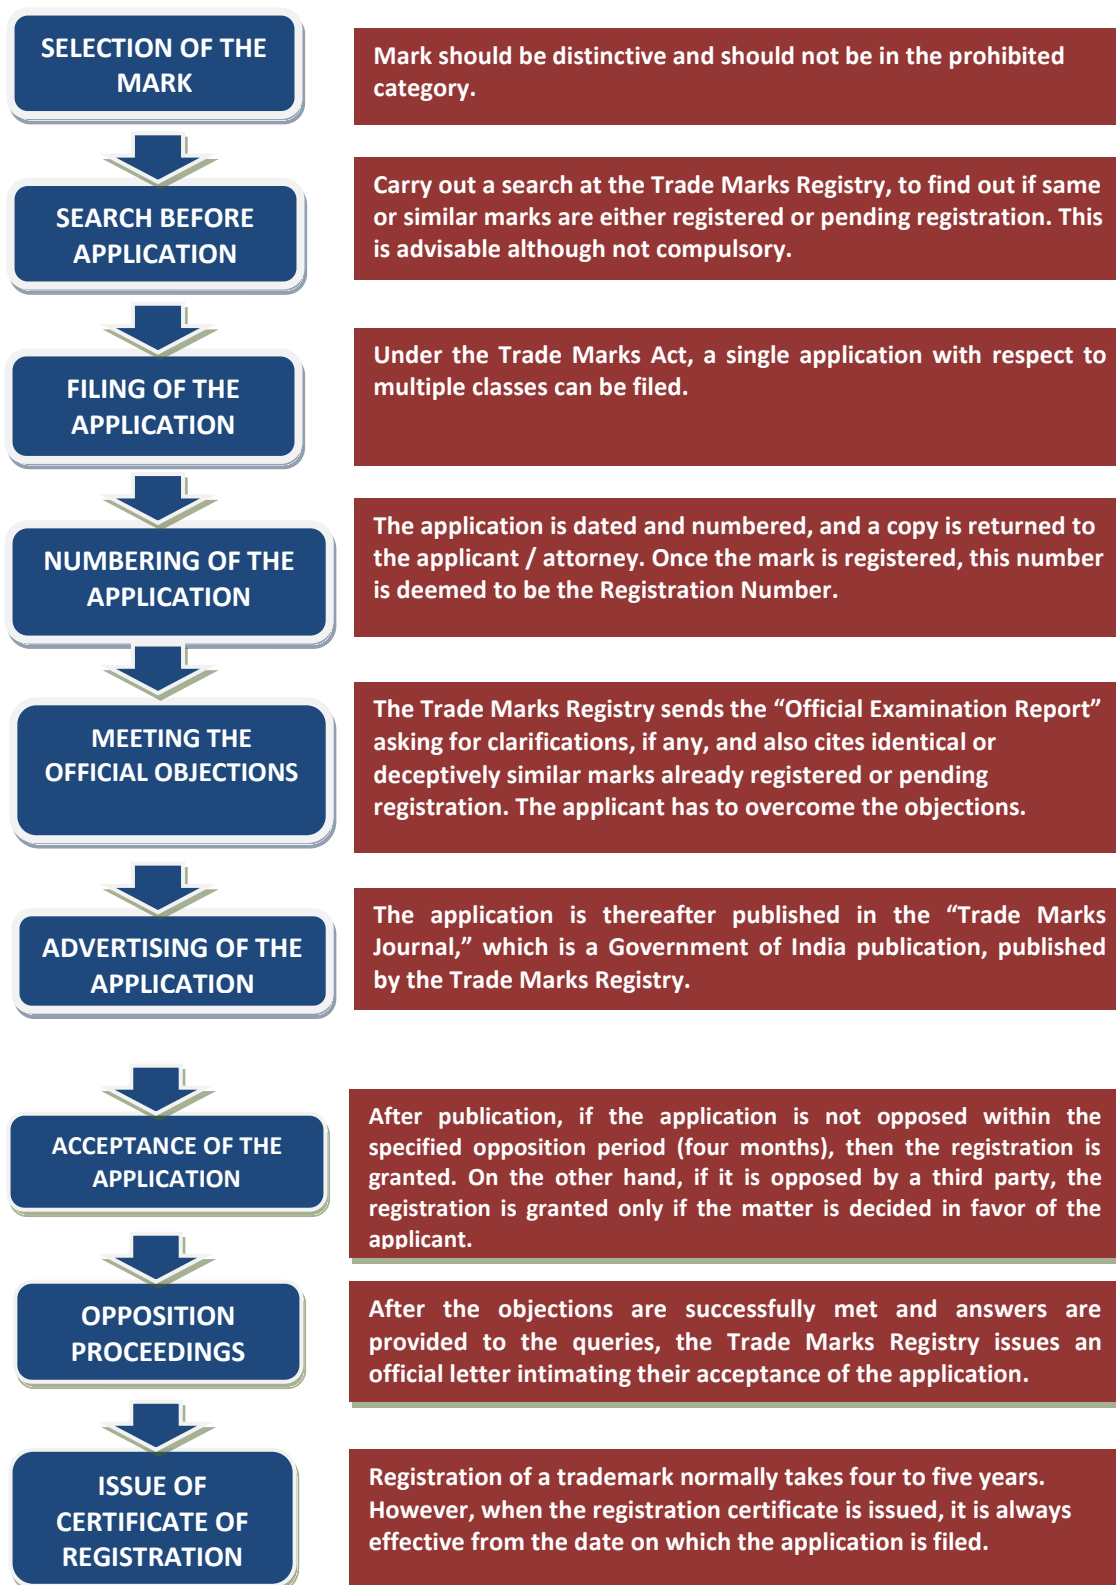 SELECTION OF THE
MARK
Mark should be distinctive and should not be in the prohibited
category.
SEARCH BEFORE
APPLICATION
Carry out a search at the Trade Marks Registry, to find out if same
or similar marks are either registered or pending registration. This
is advisable although not compulsory.
FILING OF THE
APPLICATION
Under the Trade Marks Act, a single application with respect to
multiple classes can be filed.
NUMBERING OF THE
APPLICATION
The application is dated and numbered, and a copy is returned to
the applicant / attorney. Once the mark is registered, this number
is deemed to be the Registration Number.
MEETING THE
OFFICIAL OBJECTIONS
The Trade Marks Registry sends the “Official Examination Report”
asking for clarifications, if any, and also cites identical or
deceptively similar marks already registered or pending
registration. The applicant has to overcome the objections.
ADVERTISING OF THE
APPLICATION
The application is thereafter published in the “Trade Marks
Journal,” which is a Government of India publication, published
by the Trade Marks Registry.
ACCEPTANCE OF THE
APPLICATION
After publication, if the application is not opposed within the
specified opposition period (four months), then the registration is
granted. On the other hand, if it is opposed by a third party, the
registration is granted only if the matter is decided in favor of the
applicant.
OPPOSITION
PROCEEDINGS
After the objections are successfully met and answers are
provided to the queries, the Trade Marks Registry issues an
official letter intimating their acceptance of the application.
ISSUE OF
CERTIFICATE OF
REGISTRATION
Registration of a trademark normally takes four to five years.
However, when the registration certificate is issued, it is always
effective from the date on which the application is filed.